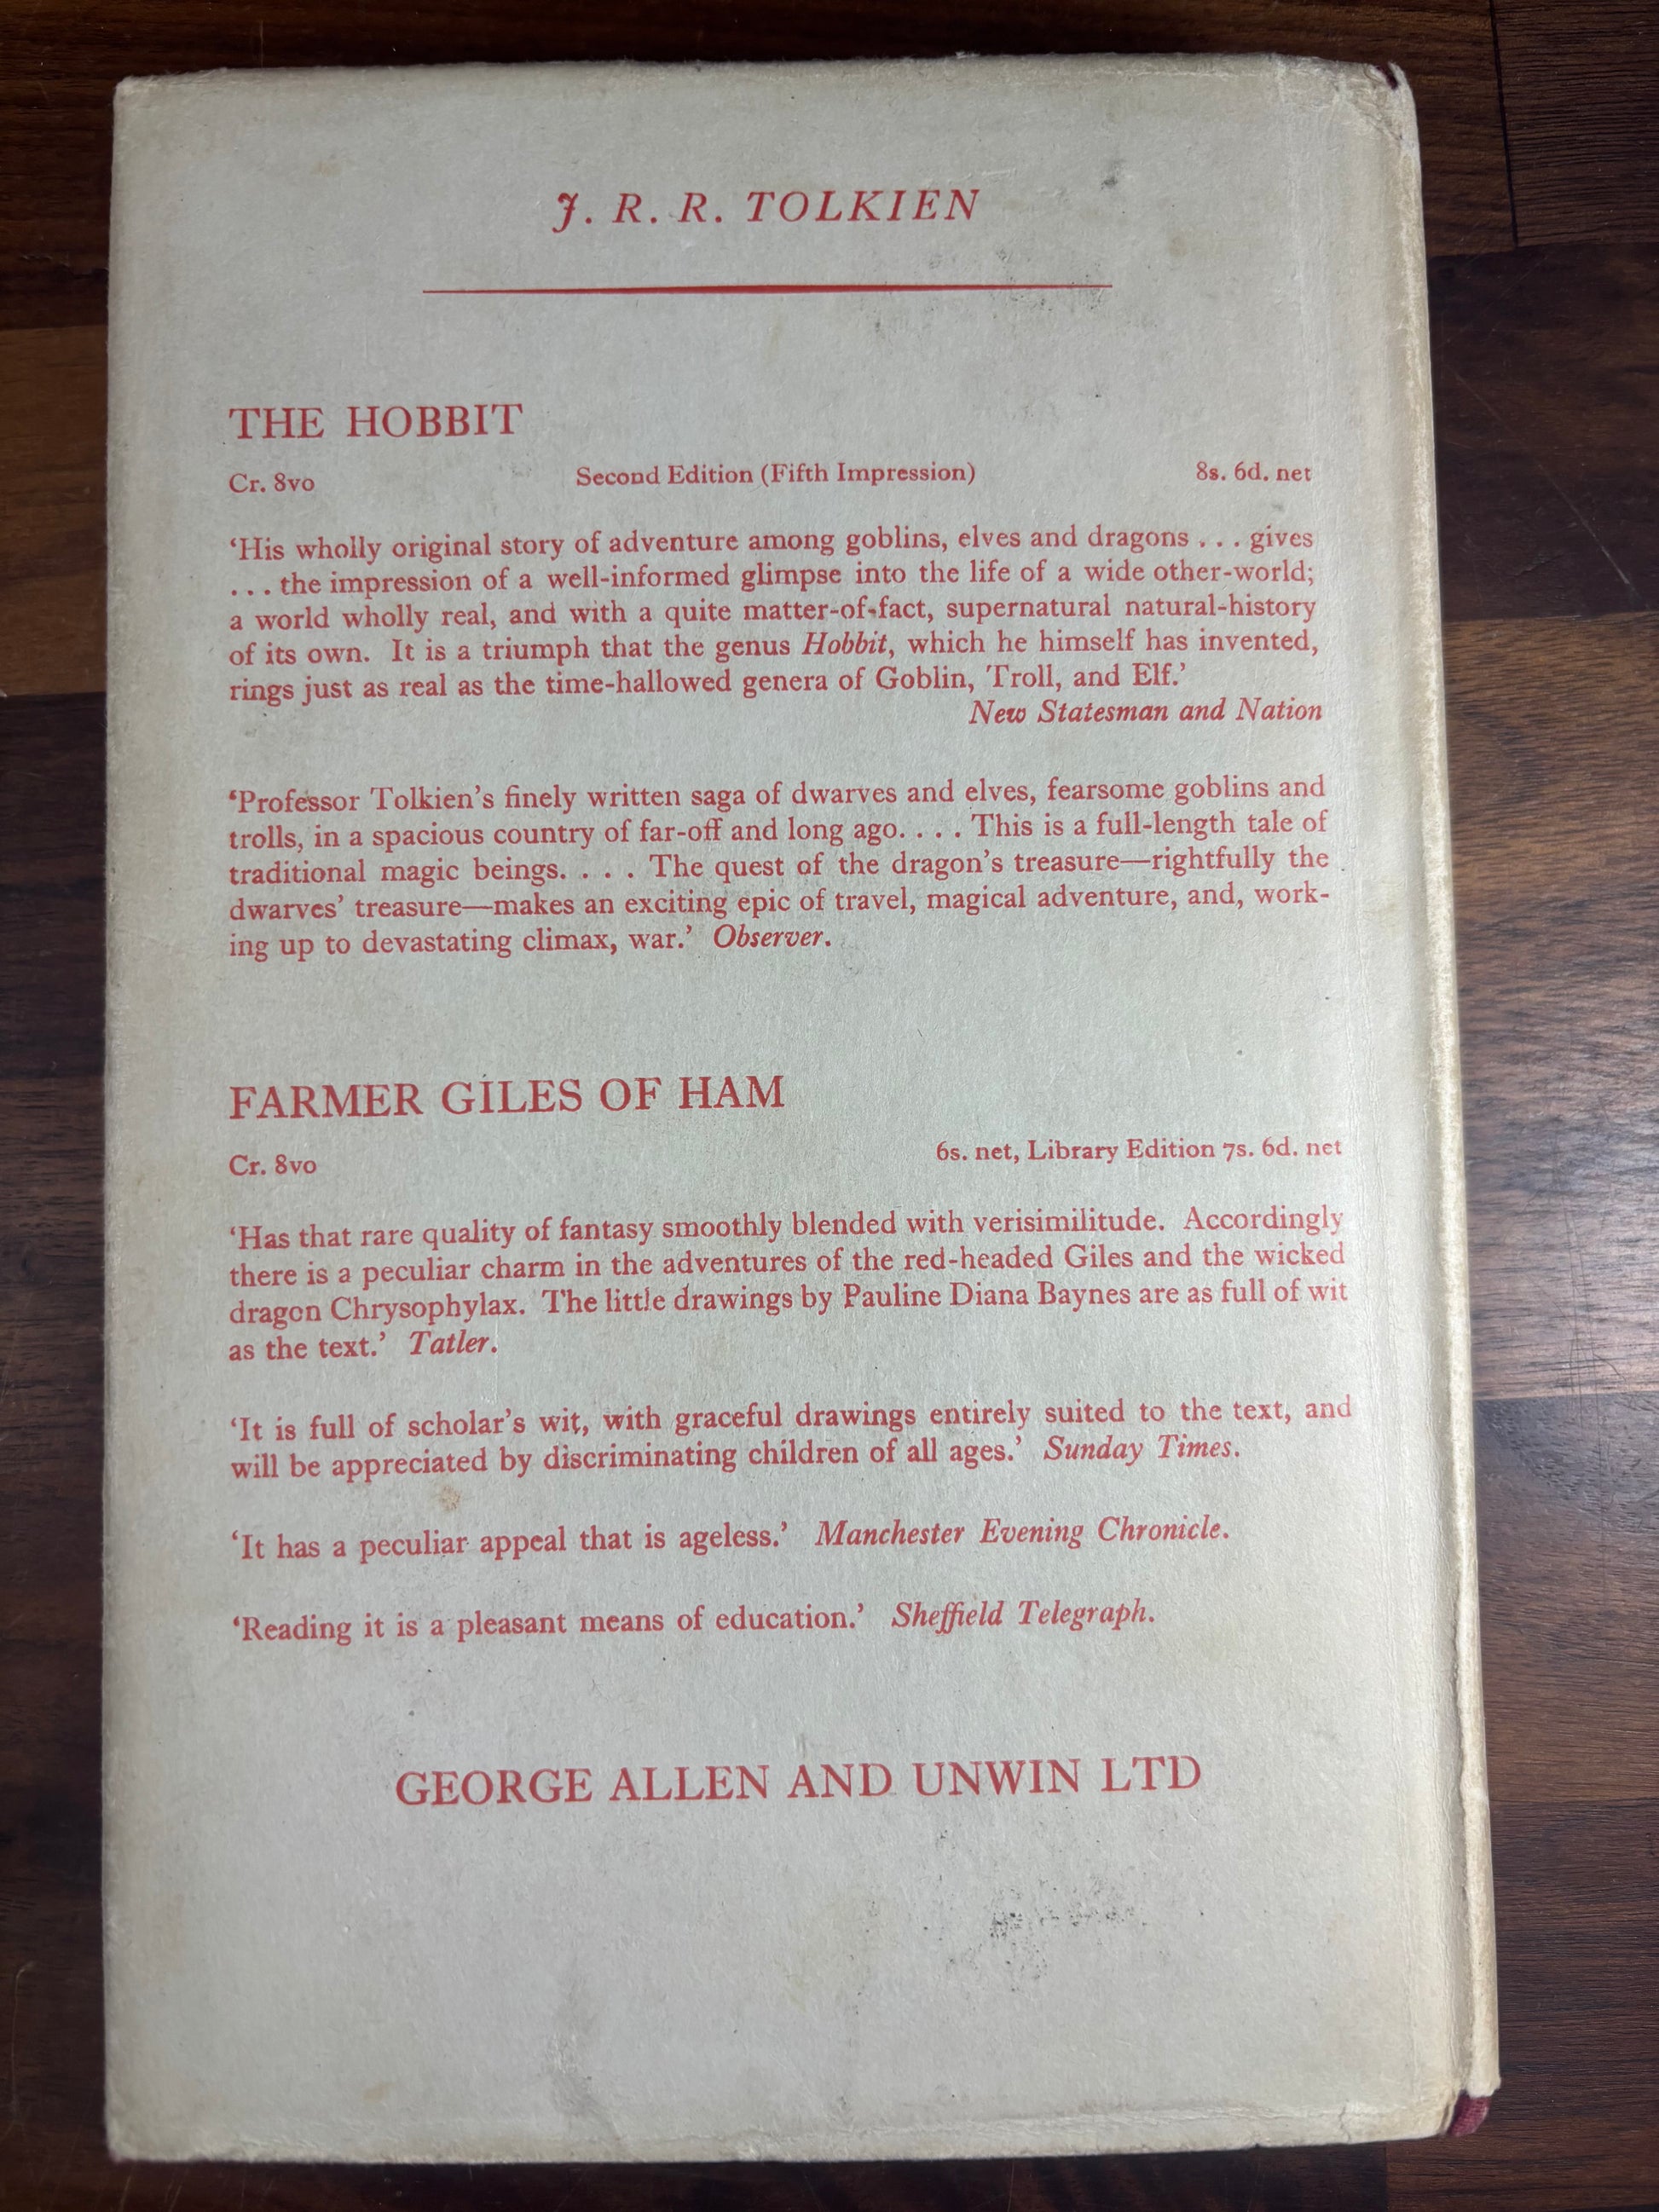 J. R. R. TOLKIEN
THE HOBBIT
Cr. 8vo Second Edition (Fifth Impression) 8s. 6d. net
‘His wholly original story of adventure among goblins, elves and dragons . . . gives
. . . the impression of a well-informed glimpse into the life of a wide other-world;
a world wholly real, and with a quite matter-of-fact, supernatural natural-history
of its own. It is a triumph that the genus Hobbit, which he himself has invented,
rings just as real as the time-hallowed genera of Goblin, Troll, and Elf.’
New Statesman and Nation
‘Professor Tolkien’s finely written saga of dwarves and elves, fearsome goblins and
trolls, in a spacious country of far-off and long ago. . . . This is a full-length tale of
traditional magic beings. . . . The quest of the dragon’s treasure—rightfully the
dwarves’ treasure—makes an exciting epic of travel, magical adventure, and, work-
ing up to devastating climax, war.’ Observer.
FARMER GILES OF HAM
Cr. 8vo 6s. net, Library Edition 7s. 6d. net
‘Has that rare quality of fantasy smoothly blended with verisimilitude. Accordingly
there is a peculiar charm in the adventures of the red-headed Giles and the wicked
dragon Chrysophylax. The little drawings by Pauline Diana Baynes are as full of wit
as the text.’ Tatler.
‘It is full of scholar’s wit, with graceful drawings entirely suited to the text, and
will be appreciated by discriminating children of all ages.’ Sunday Times.
‘It has a peculiar appeal that is ageless.’ Manchester Evening Chronicle.
‘Reading it is a pleasant means of education.’ Sheffield Telegraph.
GEORGE ALLEN AND UNWIN LTD